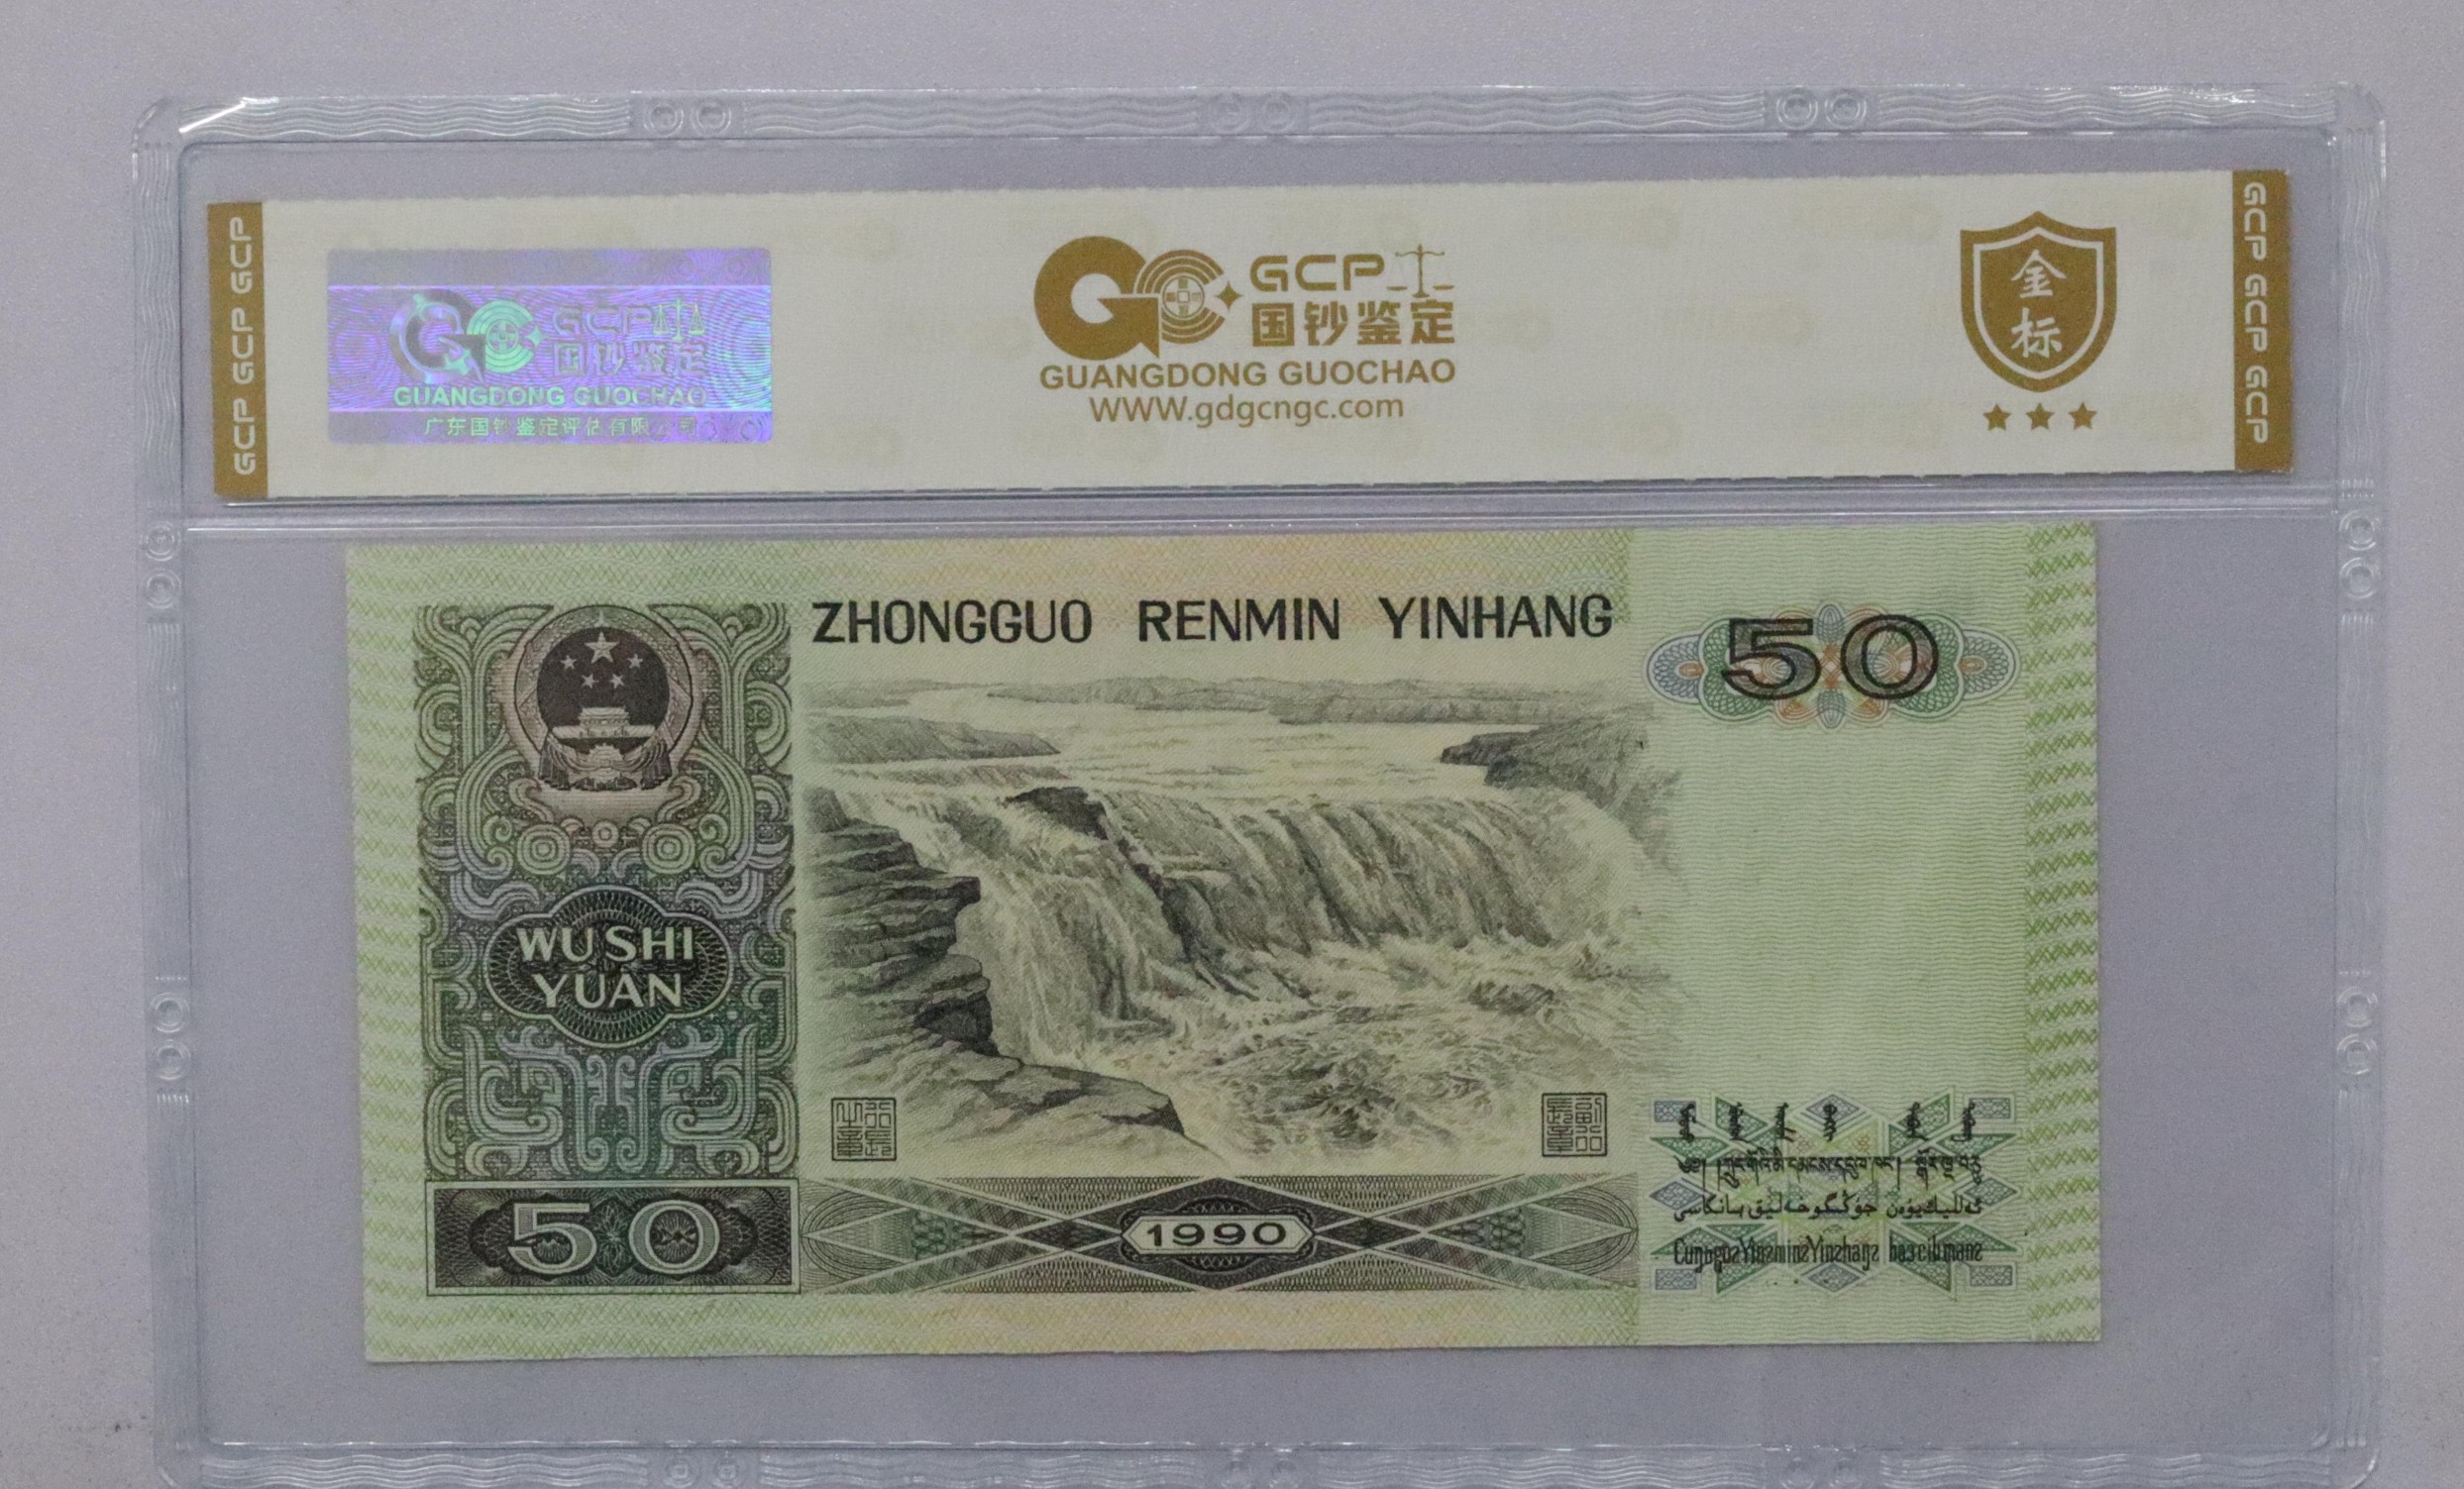 GCP GCP GCP
GCP
国钞鉴定
GUANGDONG GUOCHAO
广东国钞鉴定评估有限公司
GCP
国钞鉴定
GUANGDONG GUOCHAO
WWW.gdgcngc.com
金
标
GCP GCP GCP
ZHONGGUO RENMIN YINHANG
50
WU SHI
YUAN
50
1990